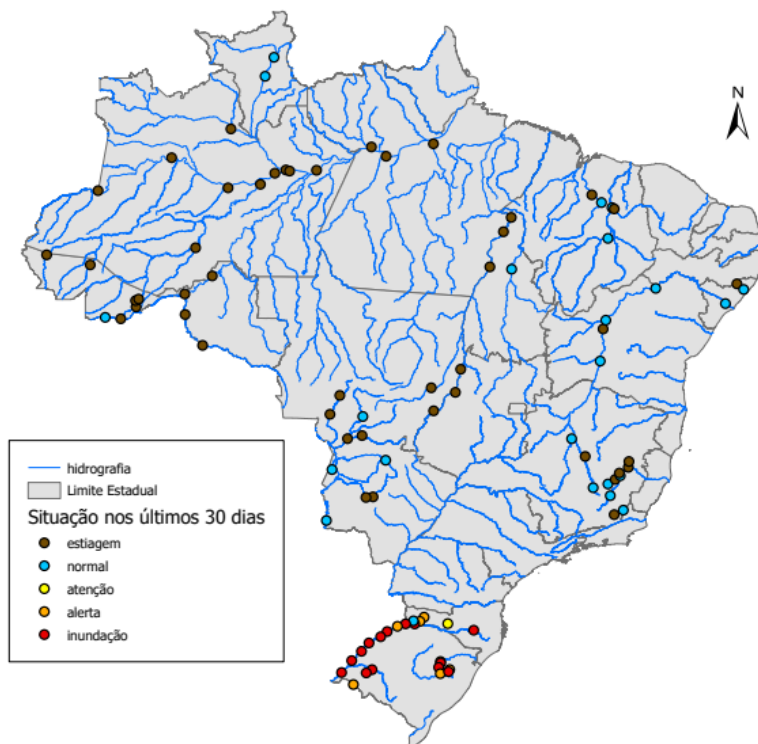 N
hidrografia
Limite Estadual
Situação nos últimos 30 dias
estiagem
normal
atenção
alerta
inundação